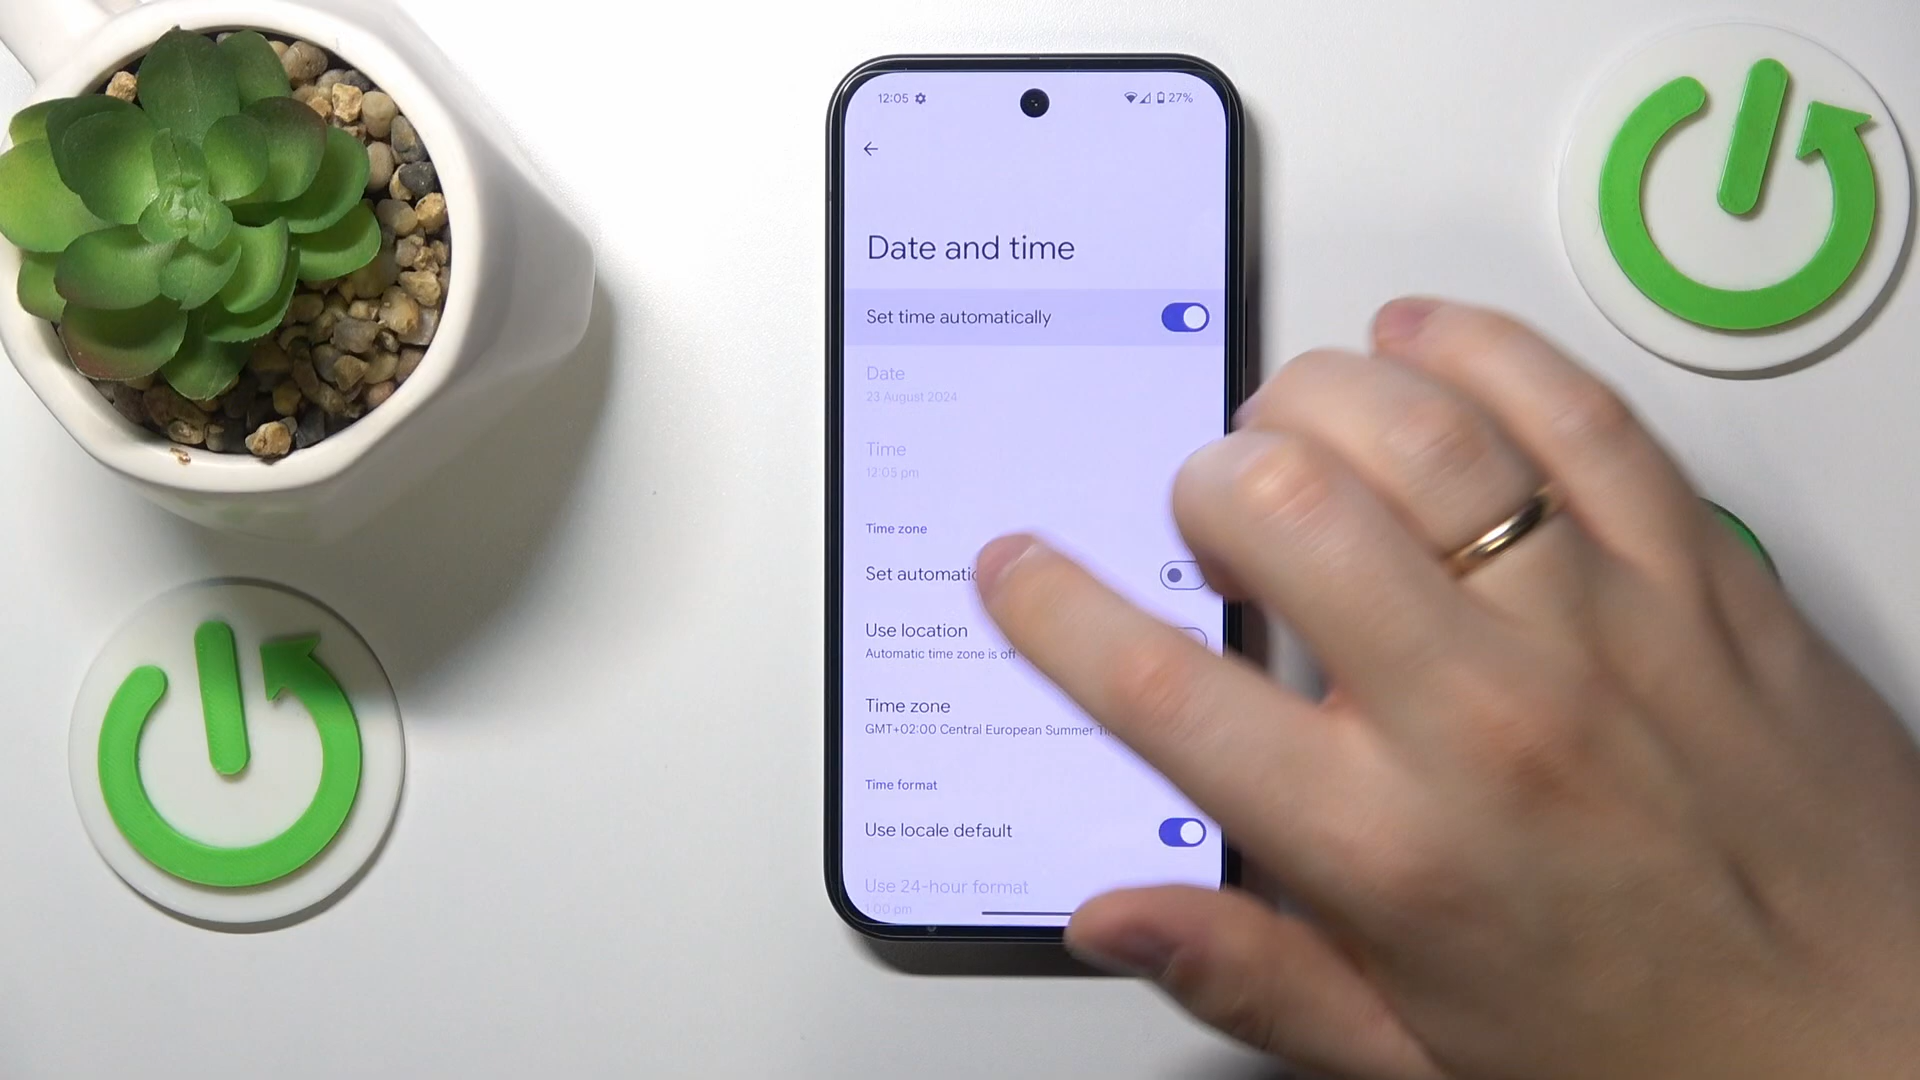 12:05 27%
Date and time
Set time automatically
Date
23 August 2024
Time
12:05 pm
Time zone
Set
Use location
Automatic time zone is off
Time zone
GMT+02:00 Central European Summer
Time format
Use locale default
Use 24-hour format
1:00 pm